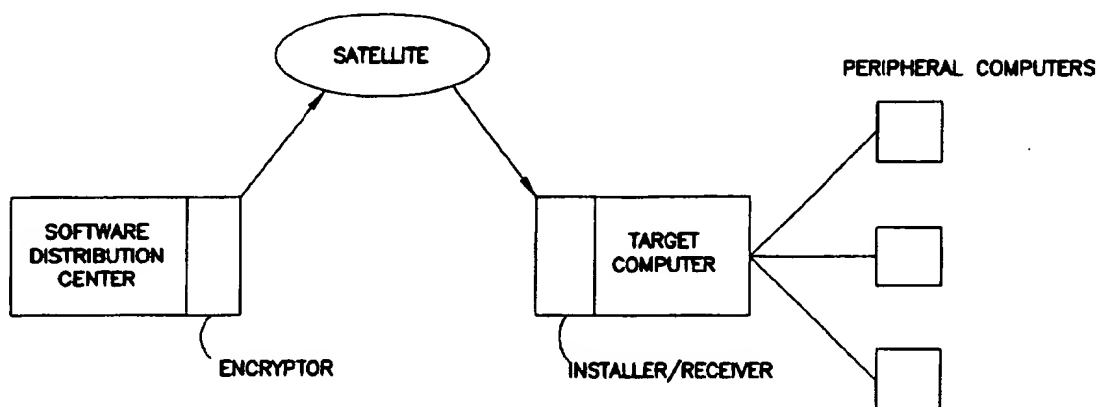 SATELLITE
PERIPHERAL COMPUTERS
SOFTWARE
DISTRIBUTION
CENTER
TARGET
COMPUTER
ENCRYPTOR
INSTALLER/RECEIVER